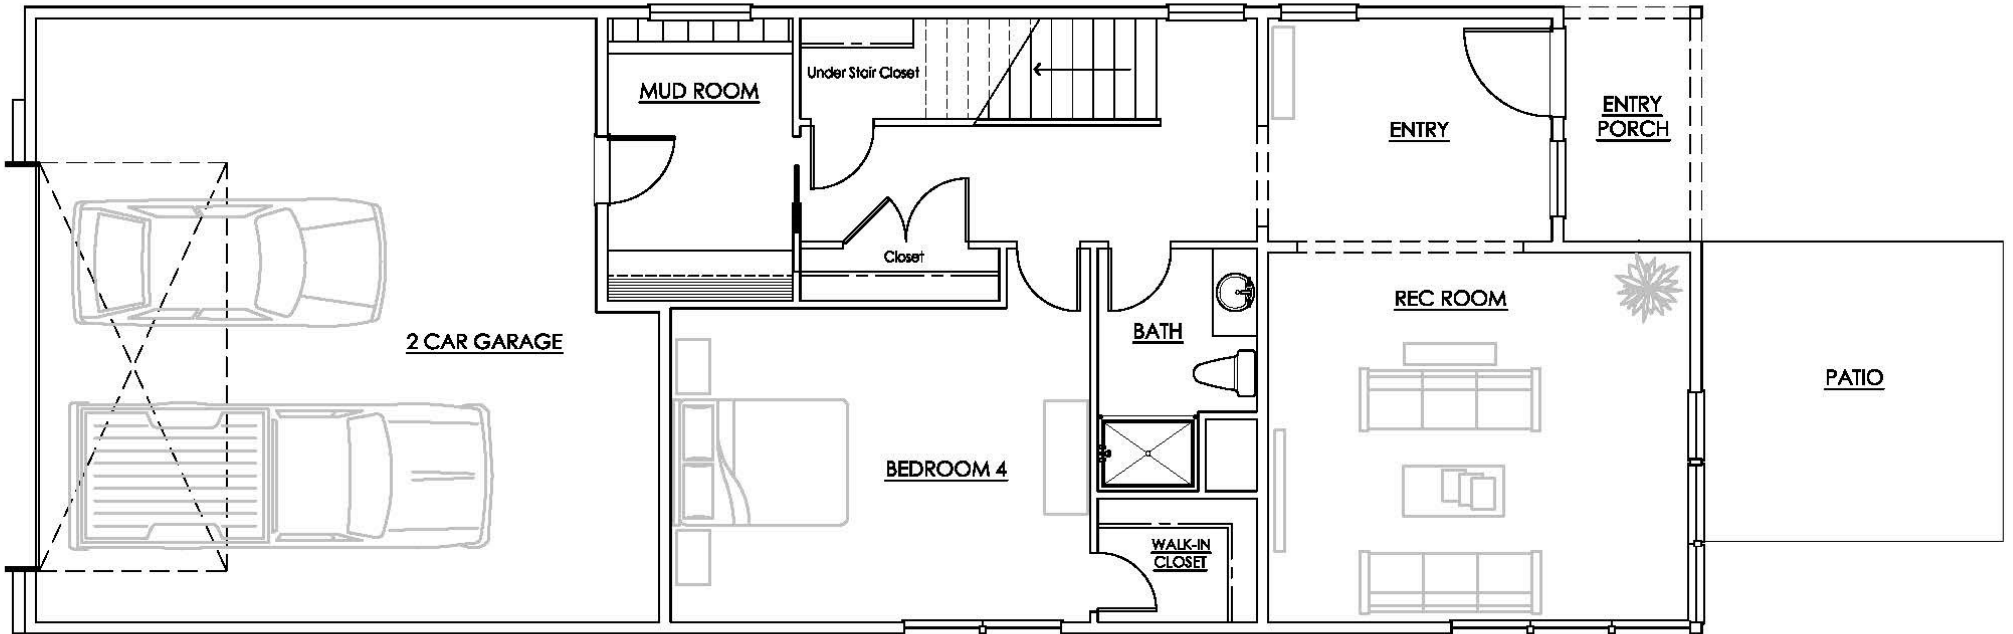 Under Stair Closet
MUD ROOM
ENTRY
PORCH
ENTRY
Closet
REC ROOM
BATH
2 CAR GARAGE
PATIO
BEDROOM 4
WALK-IN
CLOSET